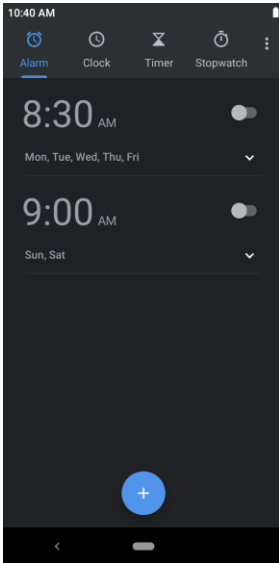 10:40 AM
Alarm Clock Timer Stopwatch
8:30 AM
Mon, Tue, Wed, Thu, Fri
9:00 AM
Sun, Sat